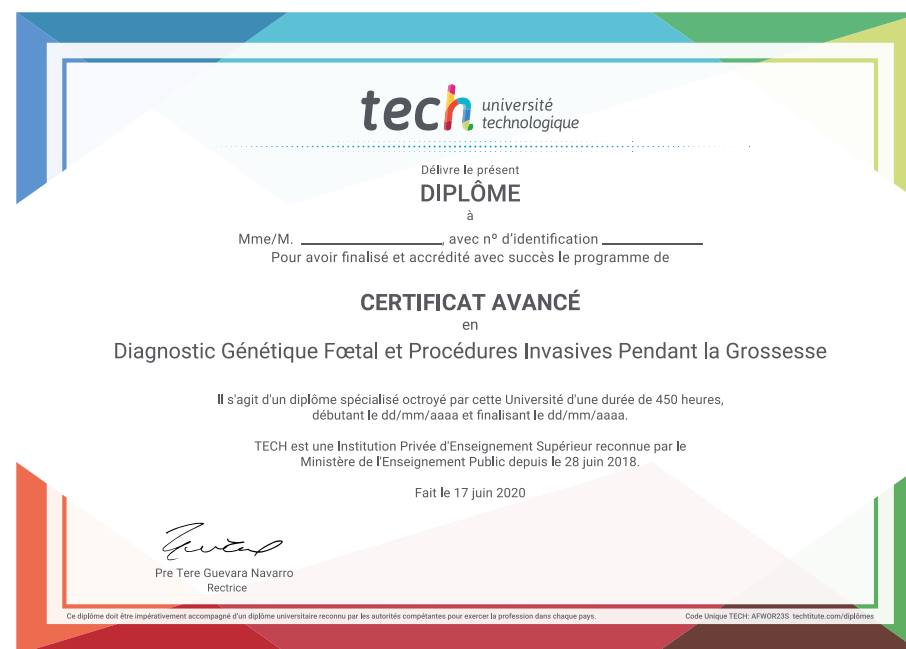 tech université
technologique
Délivre le présent
DIPLÔME
à
Mme/M. ____________________, avec nº d'identification ______________
Pour avoir finalisé et accrédité avec succès le programme de
CERTIFICAT AVANCÉ
en
Diagnostic Génétique Fœtal et Procédures Invasives Pendant la Grossesse
Il s'agit d'un diplôme spécialisé octroyé par cette Université d'une durée de 450 heures,
débutant le dd/mm/aaaa et finalisant le dd/mm/aaaa.
TECH est une Institution Privée d'Enseignement Supérieur reconnue par le
Ministère de l'Enseignement Public depuis le 28 juin 2018.
Fait le 17 juin 2020
Pre Tere Guevara Navarro
Rectrice
Ce diplôme doit être impérativement accompagné d'un diplôme universitaire reconnu par les autorités compétantes pour exercer la profession dans chaque pays.
Code Unique TECH: AFWOR23S techtitute.com/diplômes